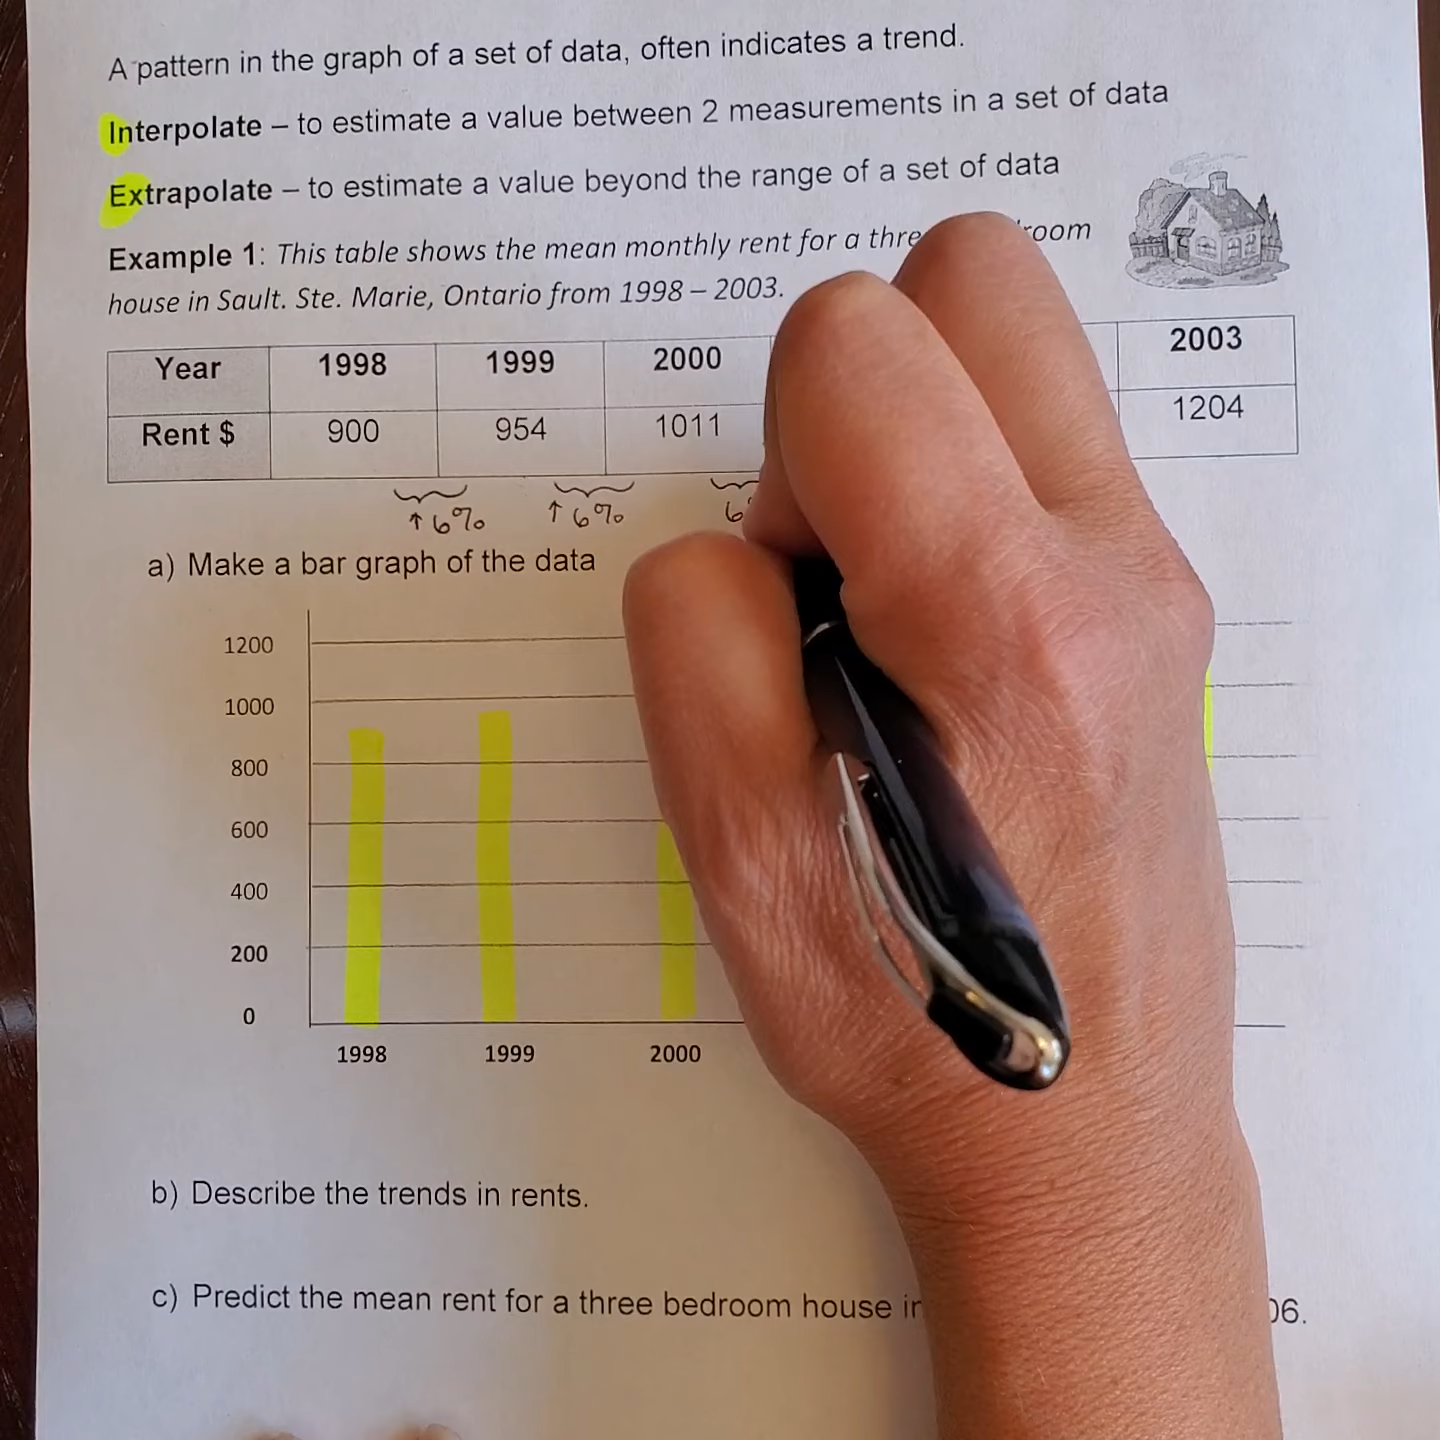 A pattern in the graph of a set of data, often indicates a trend.
Interpolate – to estimate a value between 2 measurements in a set of data
Extrapolate – to estimate a value beyond the range of a set of data
Example 1: This table shows the mean monthly rent for a
house in Sault. Ste. Marie, Ontario from 1998 – 2003.
Year 1998 1999 2000 2003
Rent $ 900 954 1011 1204
↑6% ↑6% 6
a) Make a bar graph of the data
1200
1000
800
600
400
200
0
1998 1999 2000
b) Describe the trends in rents.
c) Predict the mean rent for a three bedroom house